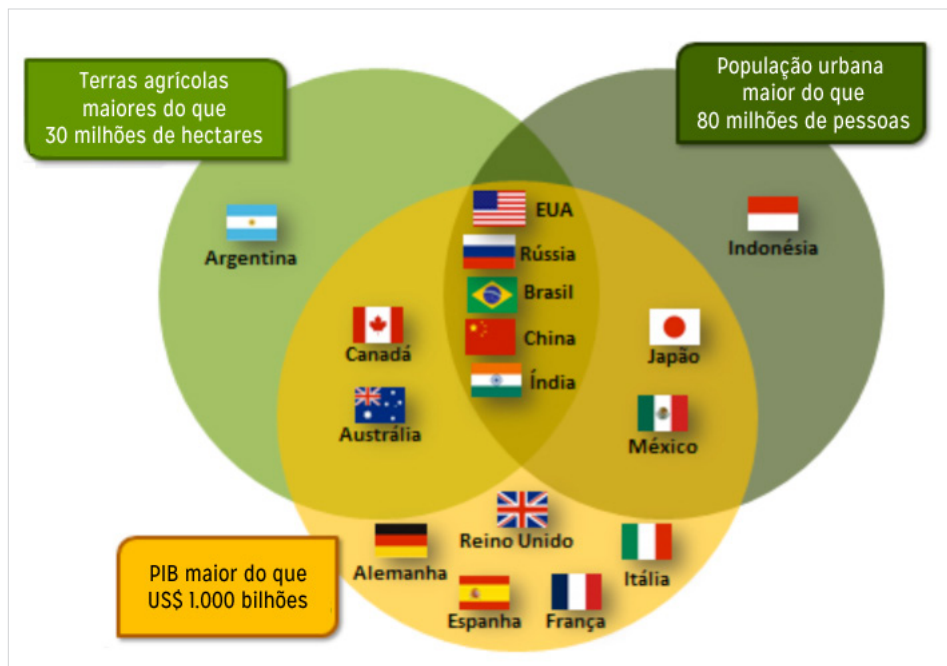 Terras agrícolas
maiores do que
30 milhões de hectares
População urbana
maior do que
80 milhões de pessoas
Argentina
EUA
Rússia
Brasil
China
Índia
Indonésia
Canadá
Austrália
Japão
México
Reino Unido
Alemanha
Itália
Espanha
França
PIB maior do que
US$ 1.000 bilhões